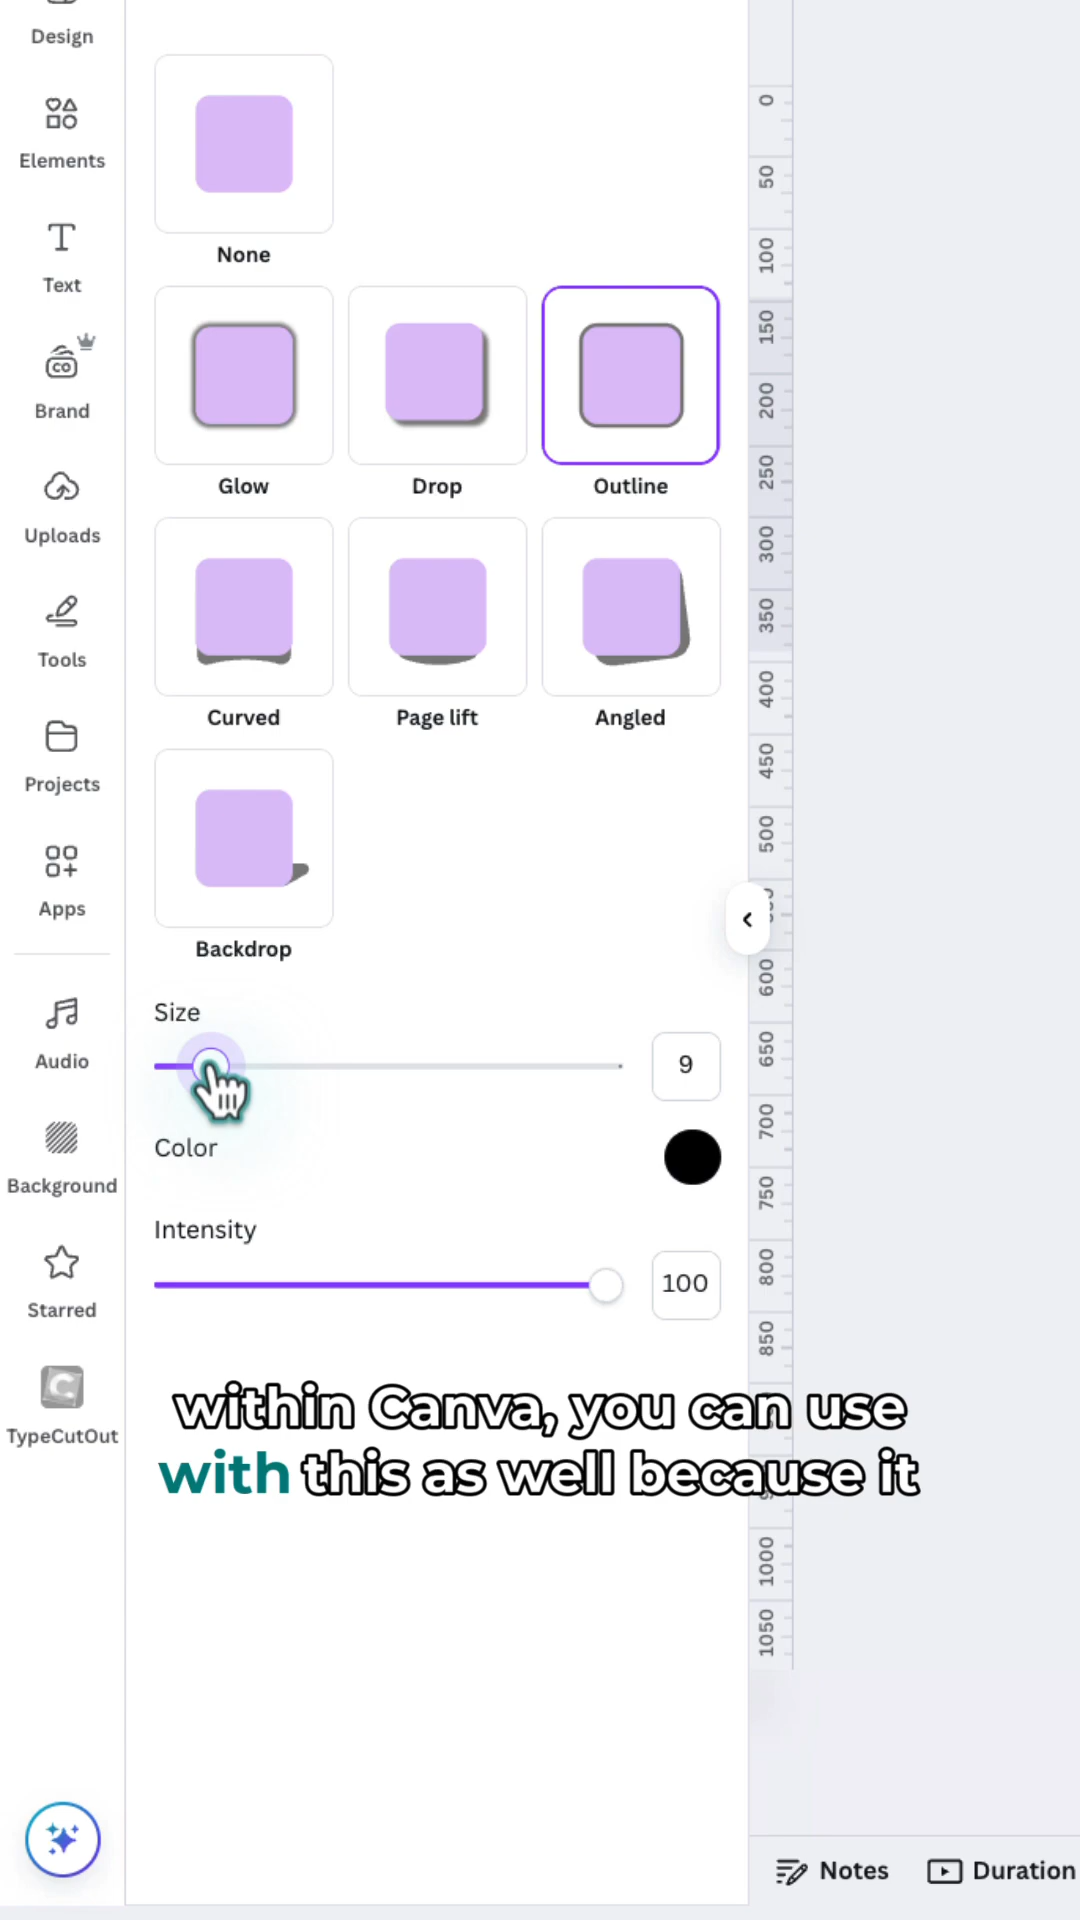 Design
Elements
Text
Brand
Uploads
Tools
Projects
Apps
Audio
Background
Starred
TypeCutOut
None
Glow
Drop
Outline
Curved
Page lift
Angled
Backdrop
Size
9
Color
Intensity
100
within Canva, you can use
with this as well because it
0
50
100
150
200
250
300
350
400
450
500
600
650
700
750
800
850
1000
1050
Notes
Duration